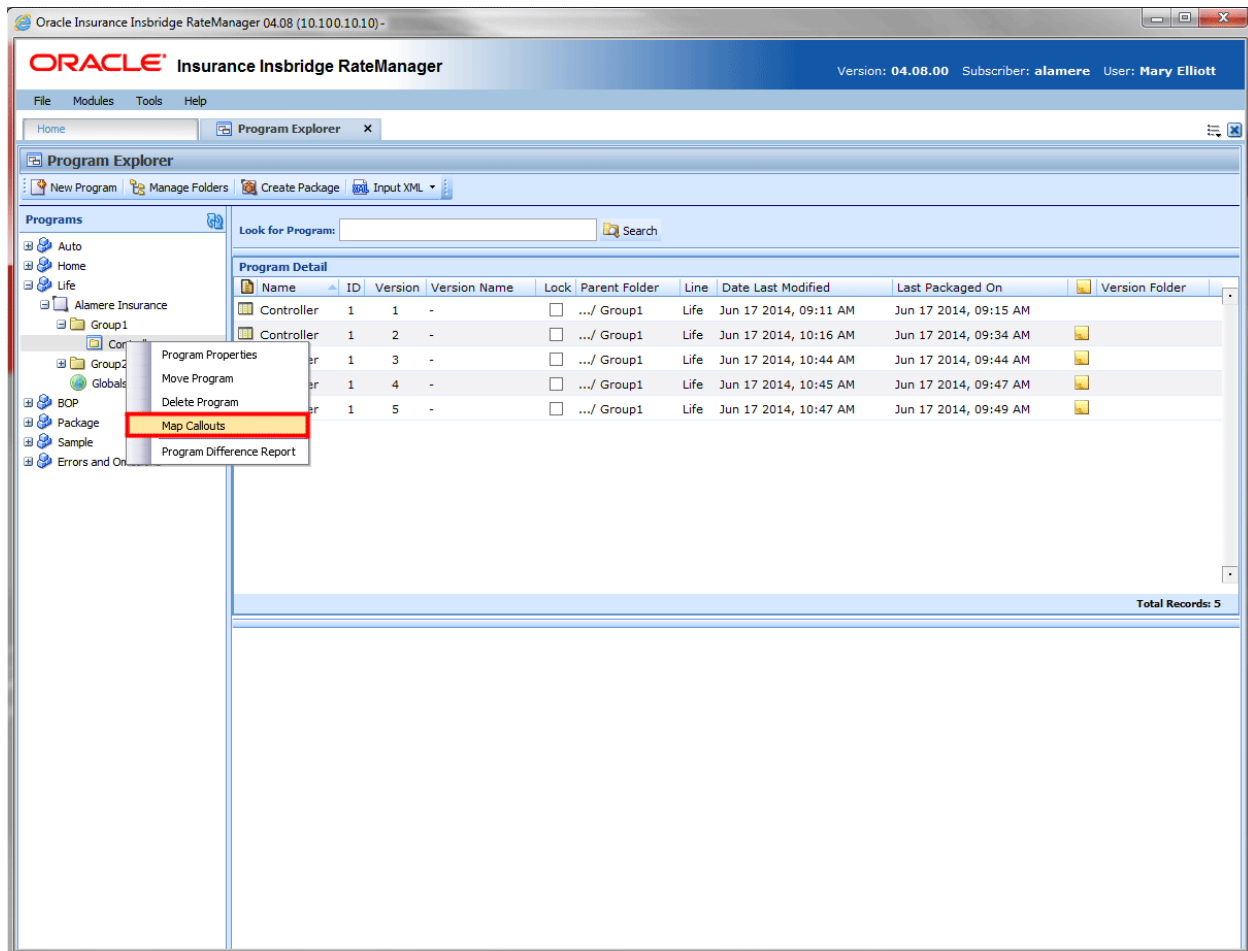 Oracle Insurance Insbridge RateManager 04.08 (10.100.10.10) -
ORACLE Insurance Insbridge RateManager
Version: 04.08.00 Subscriber: alamere User: Mary Elliott
File Modules Tools Help
Home Program Explorer
Program Explorer
New Program Manage Folders Create Package Input XML
Programs
Auto
Home
Life
Alamere Insurance
Group1
Group2
Globals
BOP
Package
Sample
Errors and
Program Properties
Move Program
Delete Program
Map Callouts
Program Difference Report
Look for Program: Search
Program Detail
Name ID Version Version Name Lock Parent Folder Line Date Last Modified Last Packaged On Version Folder
Controller 1 1 - .../ Group1 Life Jun 17 2014, 09:11 AM Jun 17 2014, 09:15 AM
Controller 1 2 - .../ Group1 Life Jun 17 2014, 10:16 AM Jun 17 2014, 09:34 AM
er 1 3 - .../ Group1 Life Jun 17 2014, 10:44 AM Jun 17 2014, 09:44 AM
er 1 4 - .../ Group1 Life Jun 17 2014, 10:45 AM Jun 17 2014, 09:47 AM
er 1 5 - .../ Group1 Life Jun 17 2014, 10:47 AM Jun 17 2014, 09:49 AM
Total Records: 5